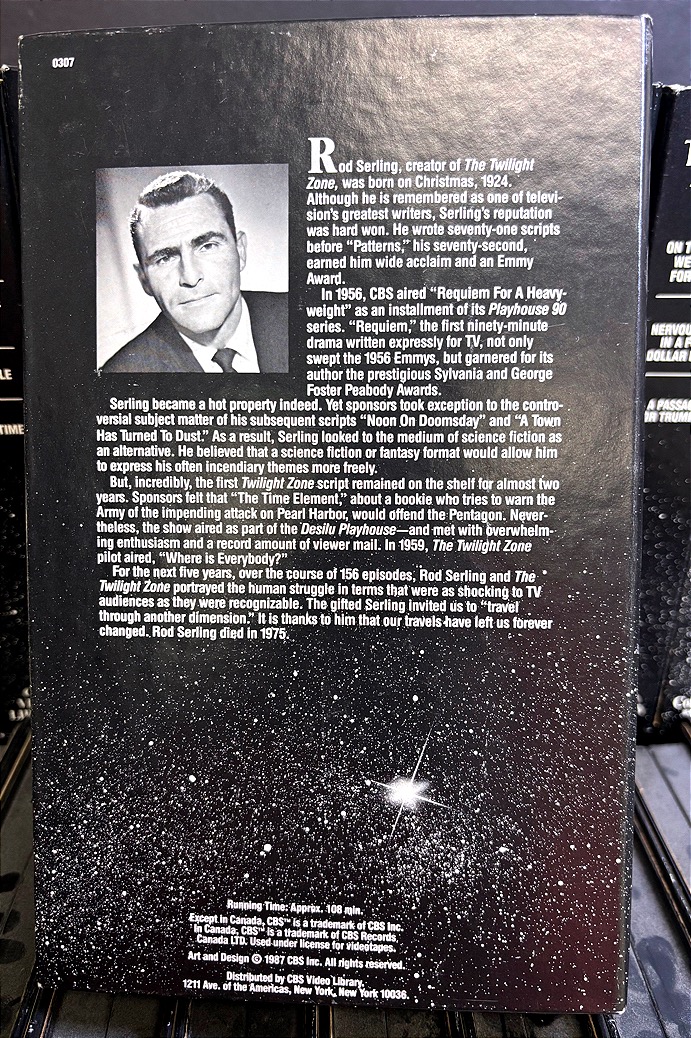 0307
Rod Serling, creator of The Twilight
Zone, was born on Christmas, 1924.
Although he is remembered as one of televi-
sion's greatest writers, Serling's reputation
was hard won. He wrote seventy-one scripts
before “Patterns,” his seventy-second,
earned him wide acclaim and an Emmy
Award.
In 1956, CBS aired “Requiem For A Heavy-
weight” as an installment of its Playhouse 90
series. “Requiem,” the first ninety-minute
drama written expressly for TV, not only
swept the 1956 Emmys, but garnered for its
author the prestigious Sylvania and George
Foster Peabody Awards.
Serling became a hot property indeed. Yet sponsors took exception to the contro-
versial subject matter of his subsequent scripts “Noon On Doomsday” and “A Town
Has Turned To Dust.” As a result, Serling looked to the medium of science fiction as
an alternative. He believed that a science fiction or fantasy format would allow him
to express his often incendiary themes more freely.
But, incredibly, the first Twilight Zone script remained on the shelf for almost two
years. Sponsors felt that “The Time Element,” about a bookie who tries to warn the
Army of the impending attack on Pearl Harbor, would offend the Pentagon. Never-
theless, the show aired as part of the Desilu Playhouse—and met with overwhelm-
ing enthusiasm and a record amount of viewer mail. In 1959, The Twilight Zone
pilot aired, “Where is Everybody?”
For the next five years, over the course of 156 episodes, Rod Serling and The
Twilight Zone portrayed the human struggle in terms that were as shocking to TV
audiences as they were recognizable. The gifted Serling invited us to “travel
through another dimension.” It is thanks to him that our travels have left us forever
changed. Rod Serling died in 1975.
Running Time: Approx. 108 min.
Except in Canada, CBS™ is a trademark of CBS Inc.
In Canada, CBS™ is a trademark of CBS Records
Canada LTD. Used under license for videotapes.
Art and Design © 1987 CBS Inc. All rights reserved.
Distributed by CBS Video Library,
1211 Ave. of the Americas, New York, New York 10036.
TIME
ON T
WE
FOR
NERVOU
IN A F
DOLLAR
A PASSA
TRUM